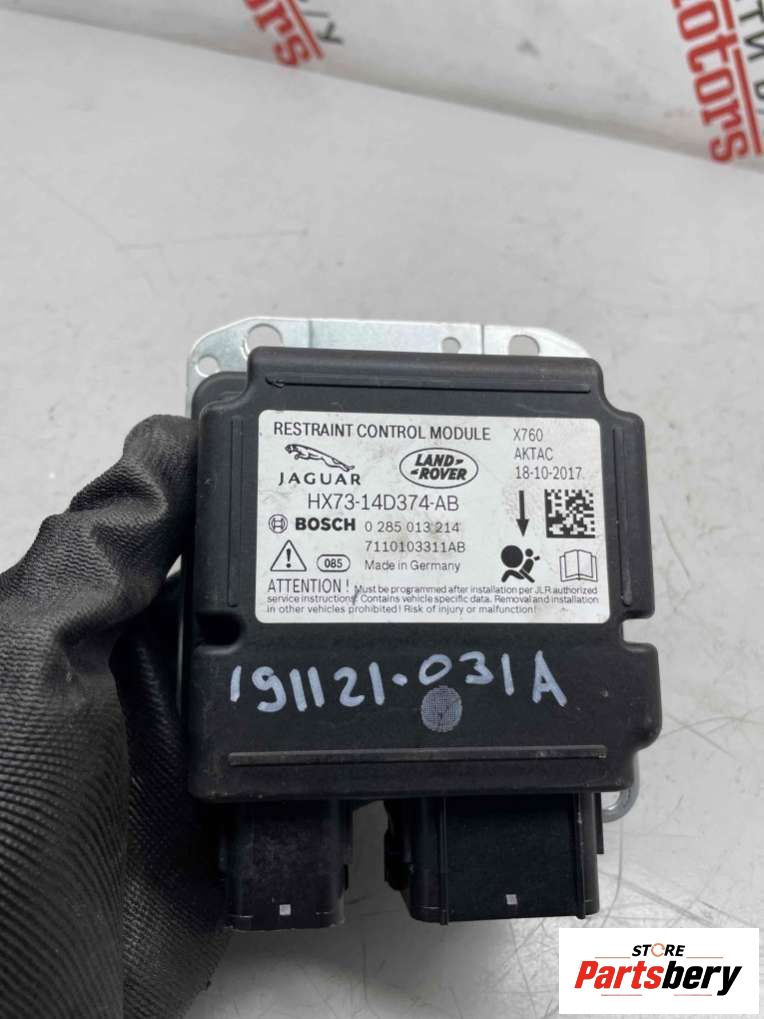 И Б/У
ТИ Б/У
motors
RESTRAINT CONTROL MODULE
X760
AKTAC
18-10-2017
JAGUAR
LAND-
-ROVER
HX73-14D374-AB
BOSCH 0 285 013 214
7110103311AB
085
Made in Germany
ATTENTION ! Must be programmed after installation per JLR authorized
service instructions. Contains vehicle specific data. Removal and installation
in other vehicles prohibited! Risk of injury or malfunction!
191121-031A
STORE
Partsbery